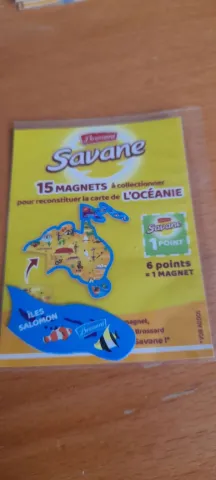 Brossard
Savane
15 MAGNETS à collectionner
pour reconstituer la carte de L'OCÉANIE
Savane
1
POINT
6 points
= 1 MAGNET
ÎLES
SALOMON
Brossard
magnet,
Brossard
Savane !*